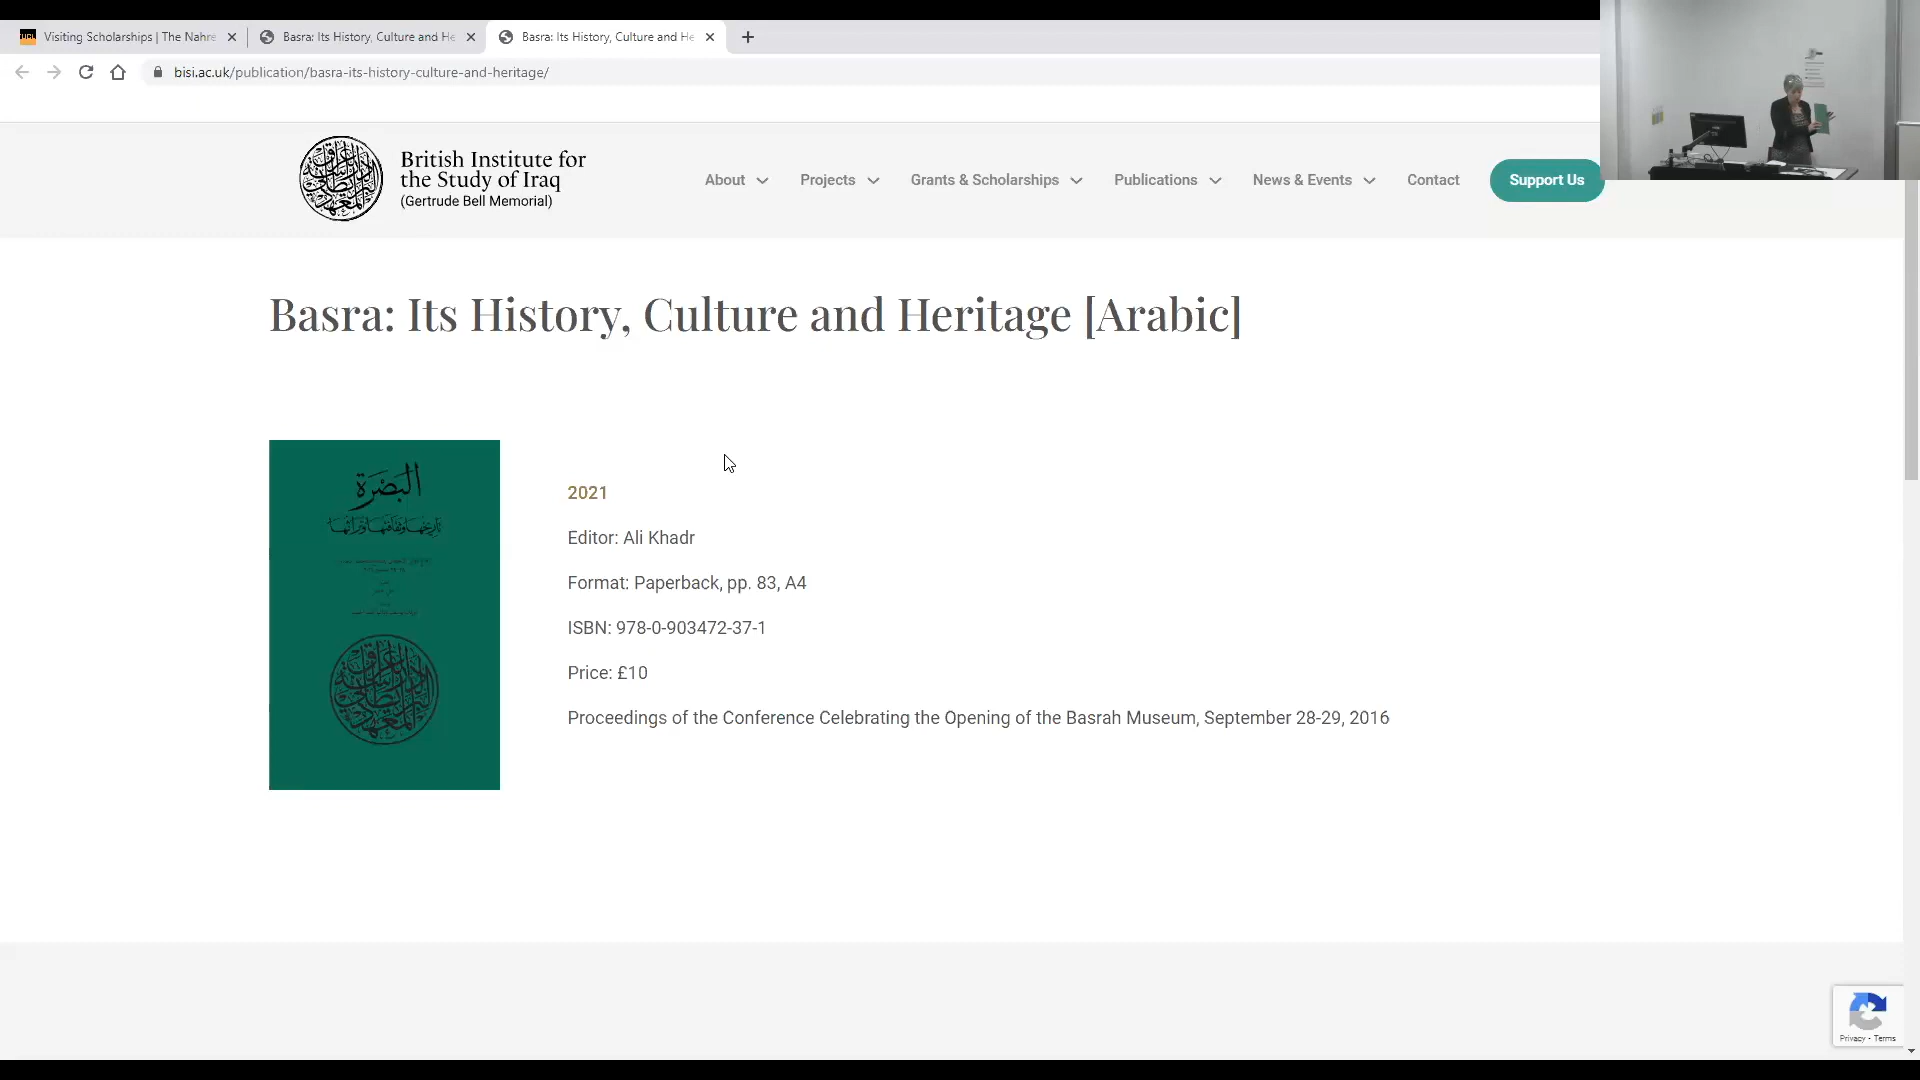 Visiting Scholarships | The Nahre
Basra: Its History, Culture and He
Basra: Its History, Culture and He
bisi.ac.uk/publication/basra-its-history-culture-and-heritage/
British Institute for
the Study of Iraq
(Gertrude Bell Memorial)
About
Projects
Grants & Scholarships
Publications
News & Events
Contact
Support Us
Basra: Its History, Culture and Heritage [Arabic]
البَصْرَة
تاريخها وثقافتها وتراثها
2021
Editor: Ali Khadr
Format: Paperback, pp. 83, A4
ISBN: 978-0-903472-37-1
Price: £10
Proceedings of the Conference Celebrating the Opening of the Basrah Museum, September 28-29, 2016
Privacy - Terms